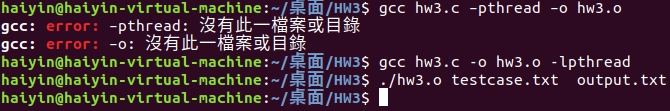 haiyin@haiyin-virtual-machine:~/桌面/HW3$ gcc hw3.c –pthread –o hw3.o
gcc: error: –pthread: 沒有此一檔案或目錄
gcc: error: –o: 沒有此一檔案或目錄
haiyin@haiyin-virtual-machine:~/桌面/HW3$ gcc hw3.c -o hw3.o -lpthread
haiyin@haiyin-virtual-machine:~/桌面/HW3$ ./hw3.o testcase.txt  output.txt
haiyin@haiyin-virtual-machine:~/桌面/HW3$